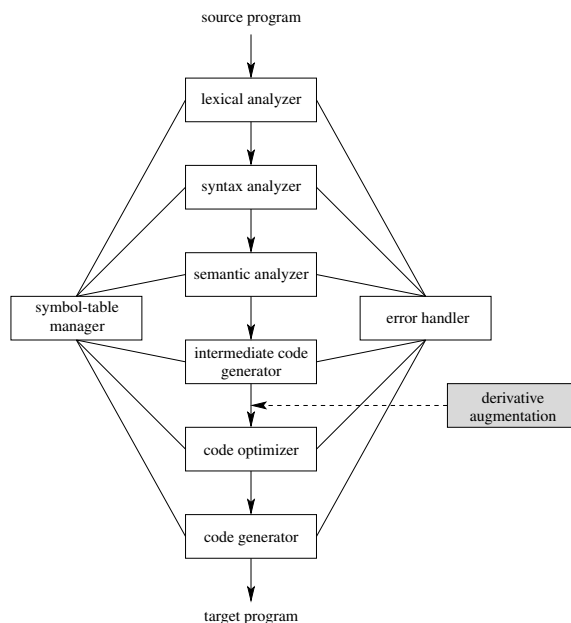 source program
lexical analyzer
syntax analyzer
semantic analyzer
symbol-table
manager
error handler
intermediate code
generator
derivative
augmentation
code optimizer
code generator
target program